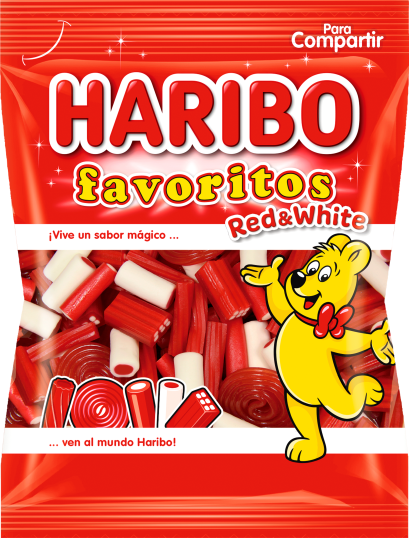 Para
Compartir
HARIBO
favoritos
Red&White
¡Vive un sabor mágico ...
... ven al mundo Haribo!